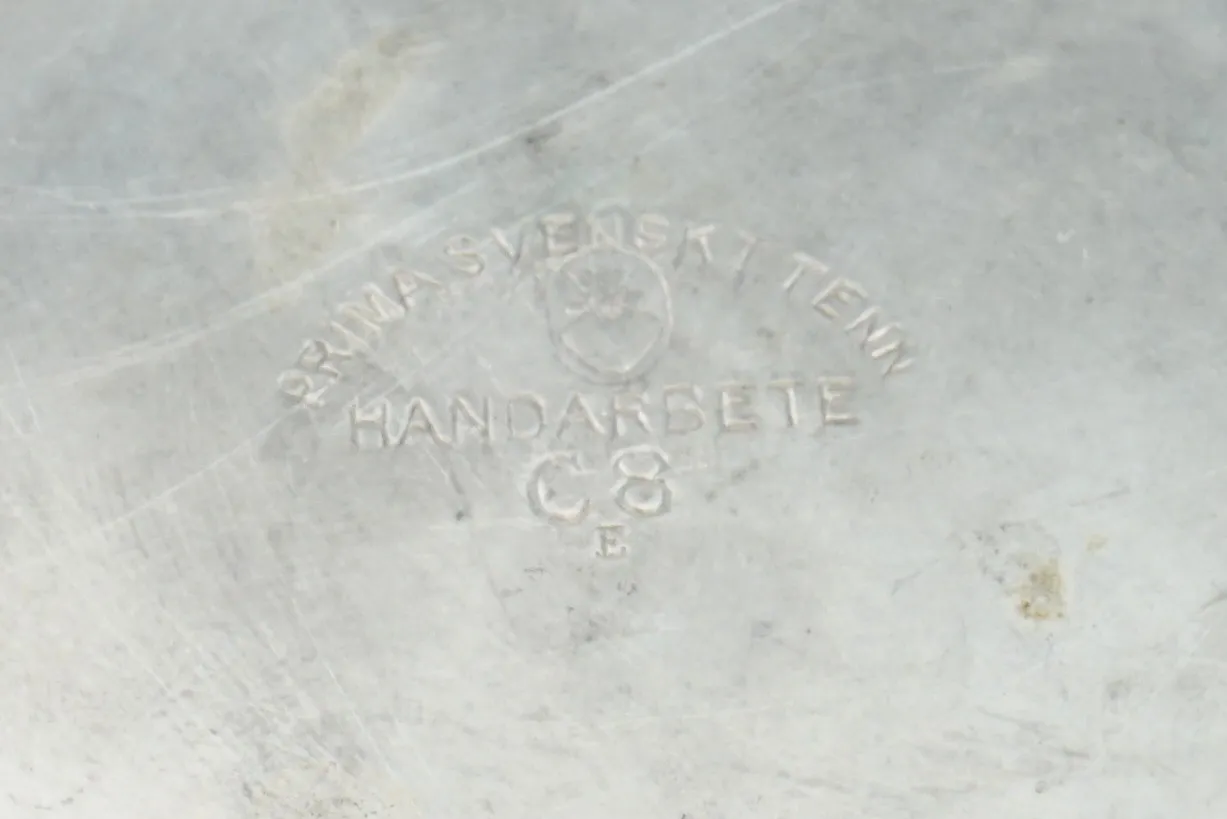 PRIMA SVENSKT TENN
HANDARBETE
C8
E